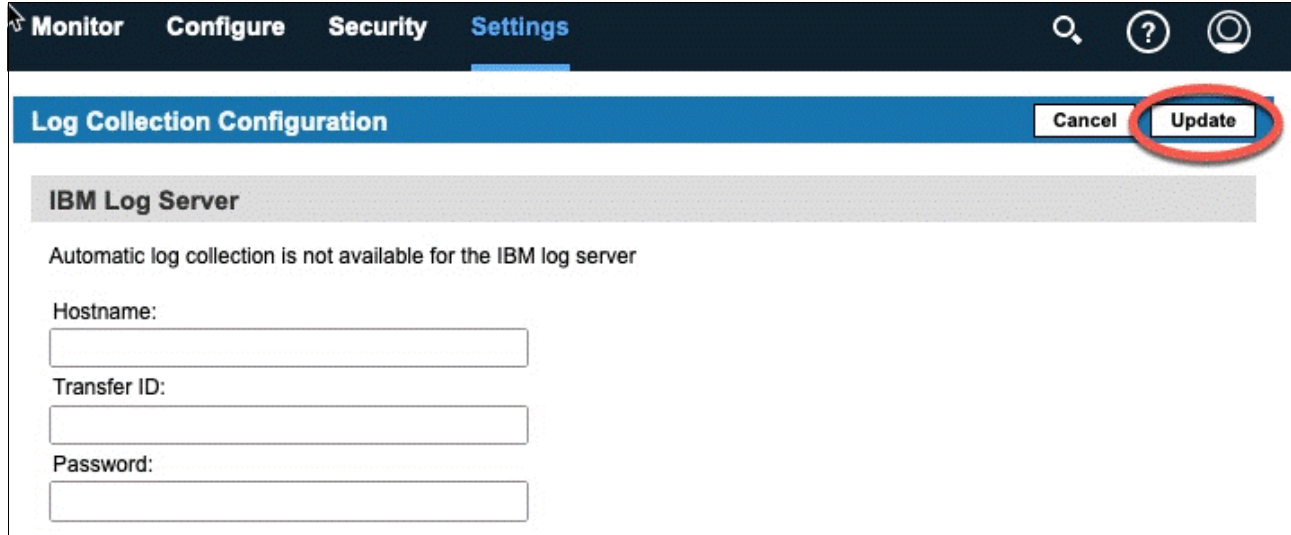 Monitor Configure Security Settings
Log Collection Configuration Cancel Update
IBM Log Server
Automatic log collection is not available for the IBM log server
Hostname:
Transfer ID:
Password: